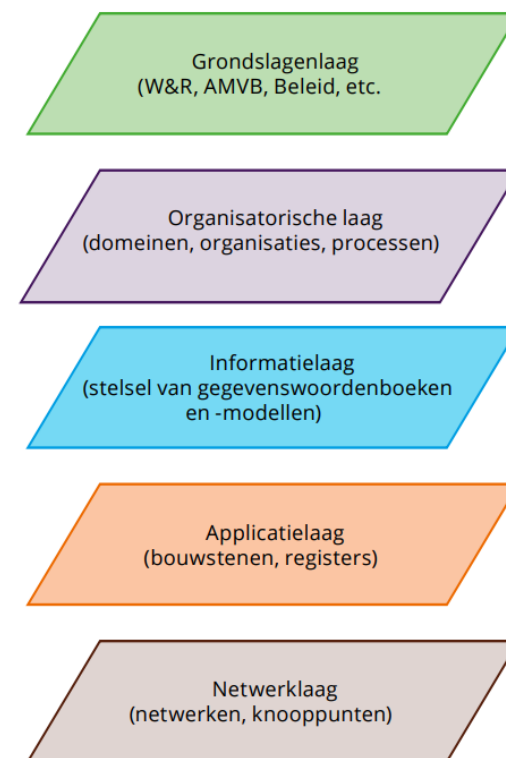 Grondslagenlaag
(W&R, AMVB, Beleid, etc.
Organisatorische laag
(domeinen, organisaties, processen)
Informatielaag
(stelsel van gegevenswoordenboeken
en -modellen)
Applicatielaag
(bouwstenen, registers)
Netwerklaag
(netwerken, knooppunten)